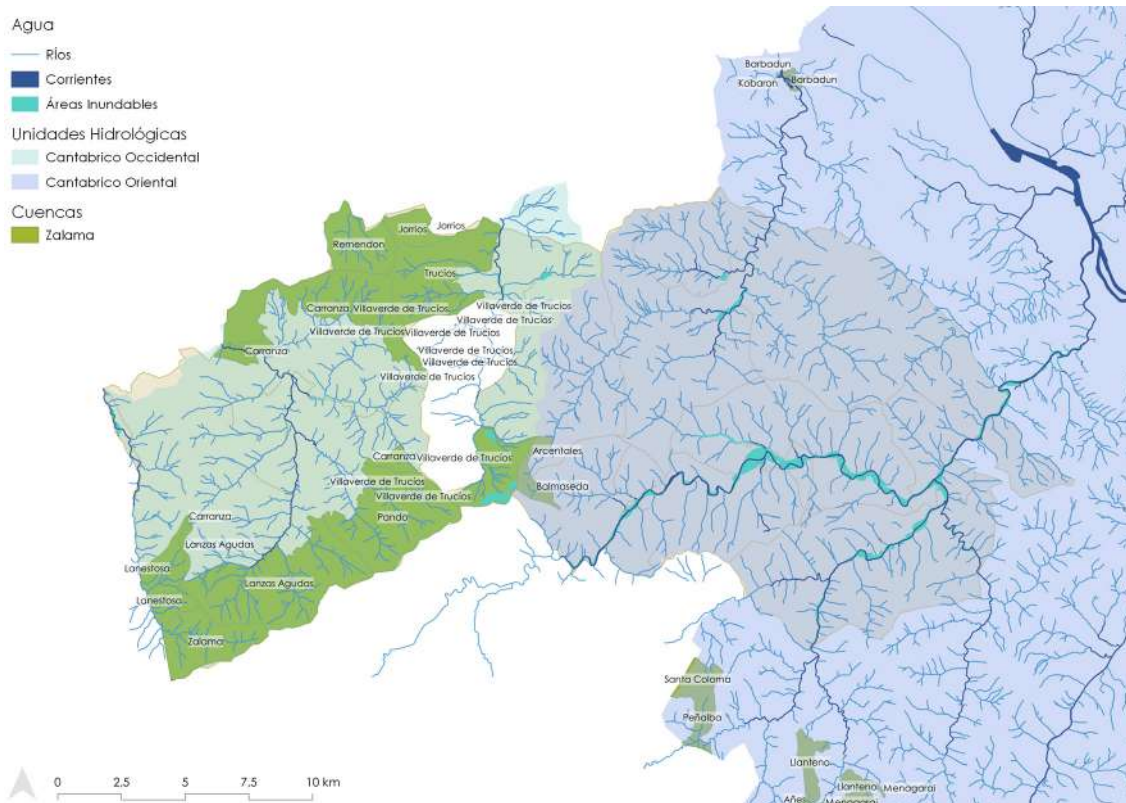 Agua
Ríos
Corrientes
Áreas Inundables
Unidades Hidrológicas
Cantabrico Occidental
Cantabrico Oriental
Cuencas
Zalama
Barbadun
Kobaron Barbadun
Jorrios
Jorrios
Remendon
Trucios
Carranza Villaverde de Trucios
Villaverde de Trucios
Villaverde de Trucios
Villaverde de Trucios
Villaverde de Trucios
Carranza
Villaverde de Trucios
Villaverde de Trucios
Villaverde de Trucios
Arcentales
Carranza
Villaverde de Trucios
Villaverde de Trucios
Balmaseda
Villaverde de Trucios
Pando
Carranza
Lanzas Agudas
Lanestosa
Lanzas Agudas
Lanestosa
Zalama
Santa Coloma
Peñalba
Llanteno
Llanteno
Menagarai
Añes
Menagarai
0 2.5 5 7.5 10 km